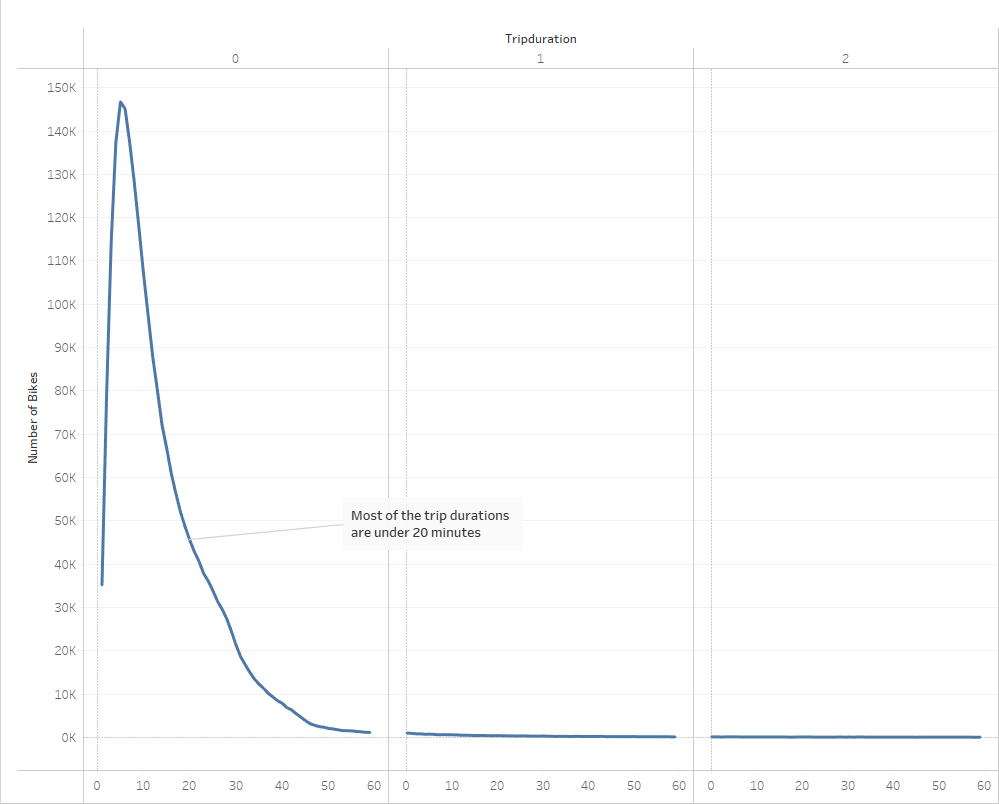 Tripduration
0 1 2
150K
140K
130K
120K
110K
100K
90K
80K
70K
60K
50K
40K
30K
20K
10K
0K
Number of Bikes
Most of the trip durations
are under 20 minutes
0 10 20 30 40 50 60 0 10 20 30 40 50 60 0 10 20 30 40 50 60